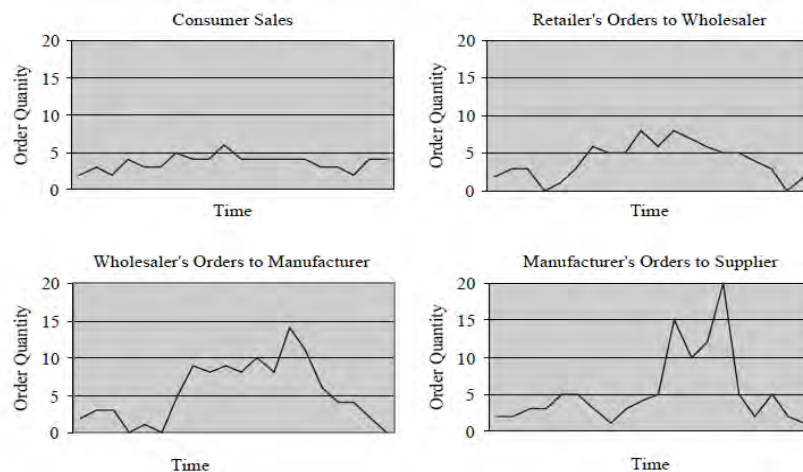 Consumer Sales
20
15
10
5
0
Order Quantity
Time
Retailer's Orders to Wholesaler
20
15
10
5
0
Order Quantity
Time
Wholesaler's Orders to Manufacturer
20
15
10
5
0
Order Quantity
Time
Manufacturer's Orders to Supplier
20
15
10
5
0
Order Quantity
Time